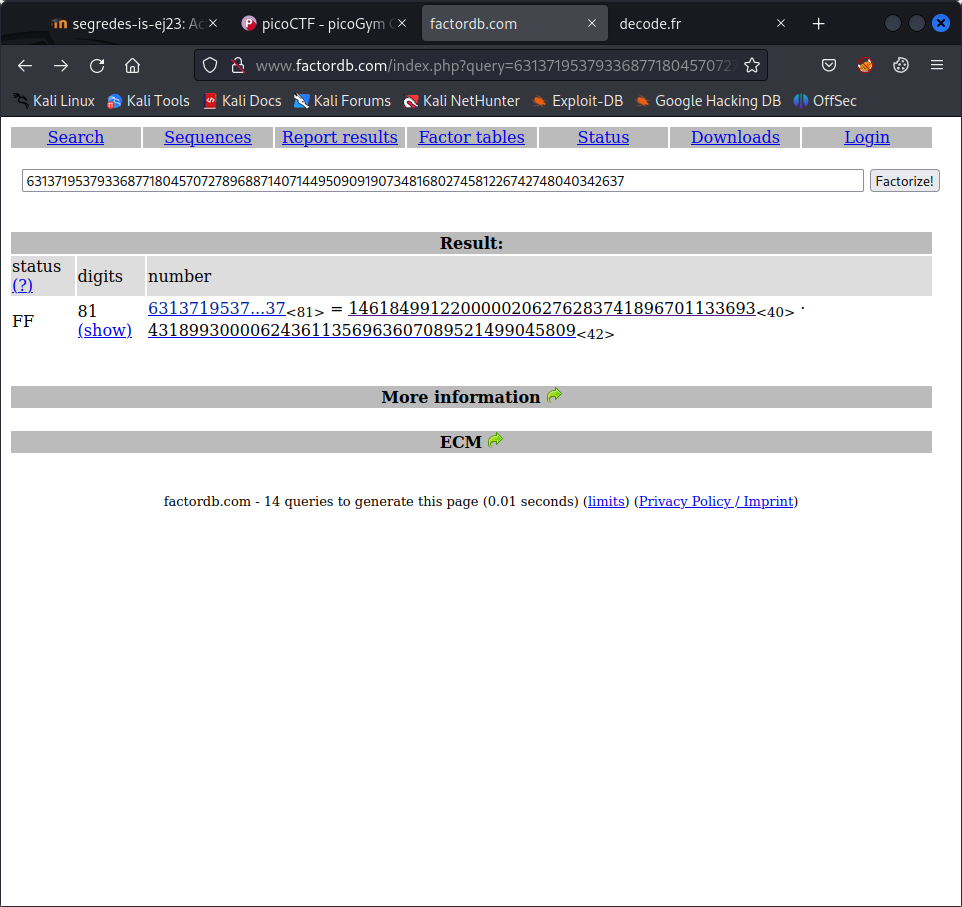 segredes-is-ej23: Ac
picoCTF - picoGym C
factordb.com
decode.fr
www.factordb.com/index.php?query=631371953793368771804570727
Kali Linux Kali Tools Kali Docs Kali Forums Kali NetHunter Exploit-DB Google Hacking DB OffSec
Search Sequences Report results Factor tables Status Downloads Login
631371953793368771804570727896887140714495090919073481680274581226742748040342637 Factorize!
Result:
status (?) digits number
FF 81 (show) 6313719537...37<81> = 1461849912200000206276283741896701133693<40> ·
431899300006243611356963607089521499045809<42>
More information
ECM
factordb.com - 14 queries to generate this page (0.01 seconds) (limits) (Privacy Policy / Imprint)